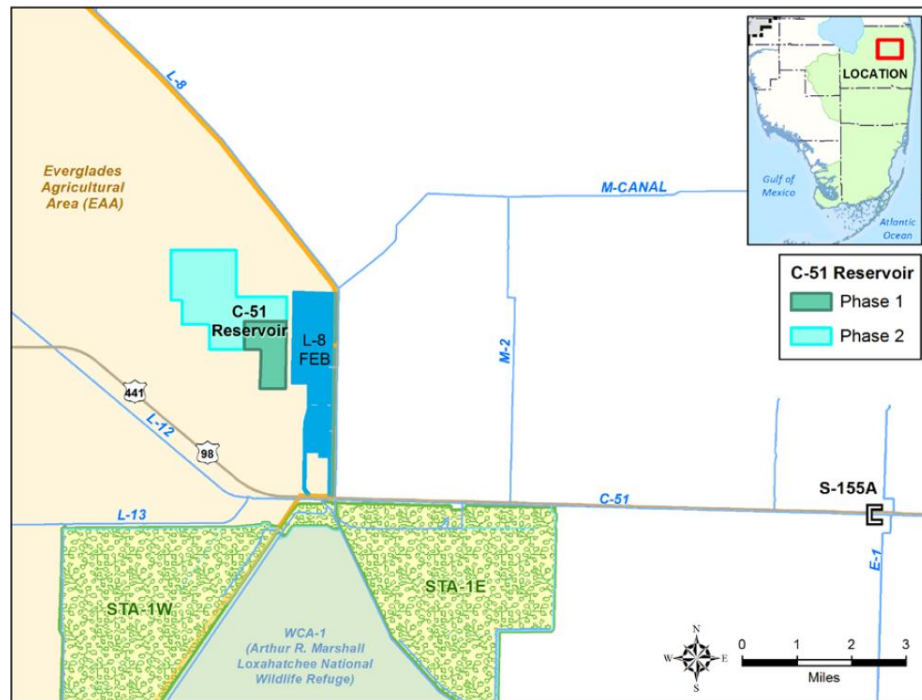 L-8
Everglades
Agricultural
Area (EAA)
M-CANAL
LOCATION
Gulf of
Mexico
Atlantic
Ocean
C-51 Reservoir
Phase 1
Phase 2
C-51
Reservoir
L-8
FEB
M-2
441
L-12
98
C-51
S-155A
L-13
E-1
STA-1W
STA-1E
WCA-1
(Arthur R. Marshall
Loxahatchee National
Wildlife Refuge)
N
W
E
S
0 1 2 3
Miles